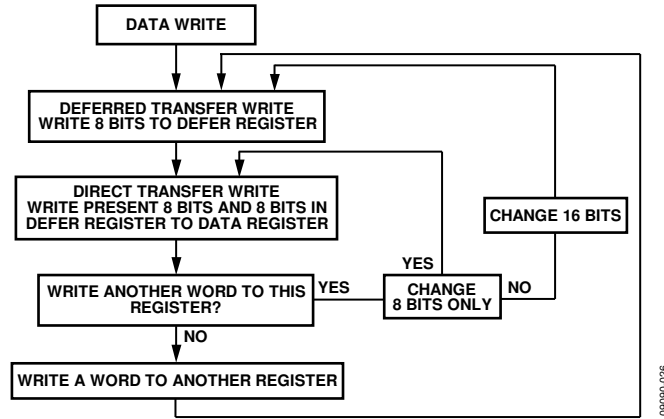 DATA WRITE
DEFERRED TRANSFER WRITE
WRITE 8 BITS TO DEFER REGISTER
DIRECT TRANSFER WRITE
WRITE PRESENT 8 BITS AND 8 BITS IN
DEFER REGISTER TO DATA REGISTER
CHANGE 16 BITS
YES
WRITE ANOTHER WORD TO THIS
REGISTER?
YES
CHANGE
8 BITS ONLY
NO
NO
WRITE A WORD TO ANOTHER REGISTER
09090-026